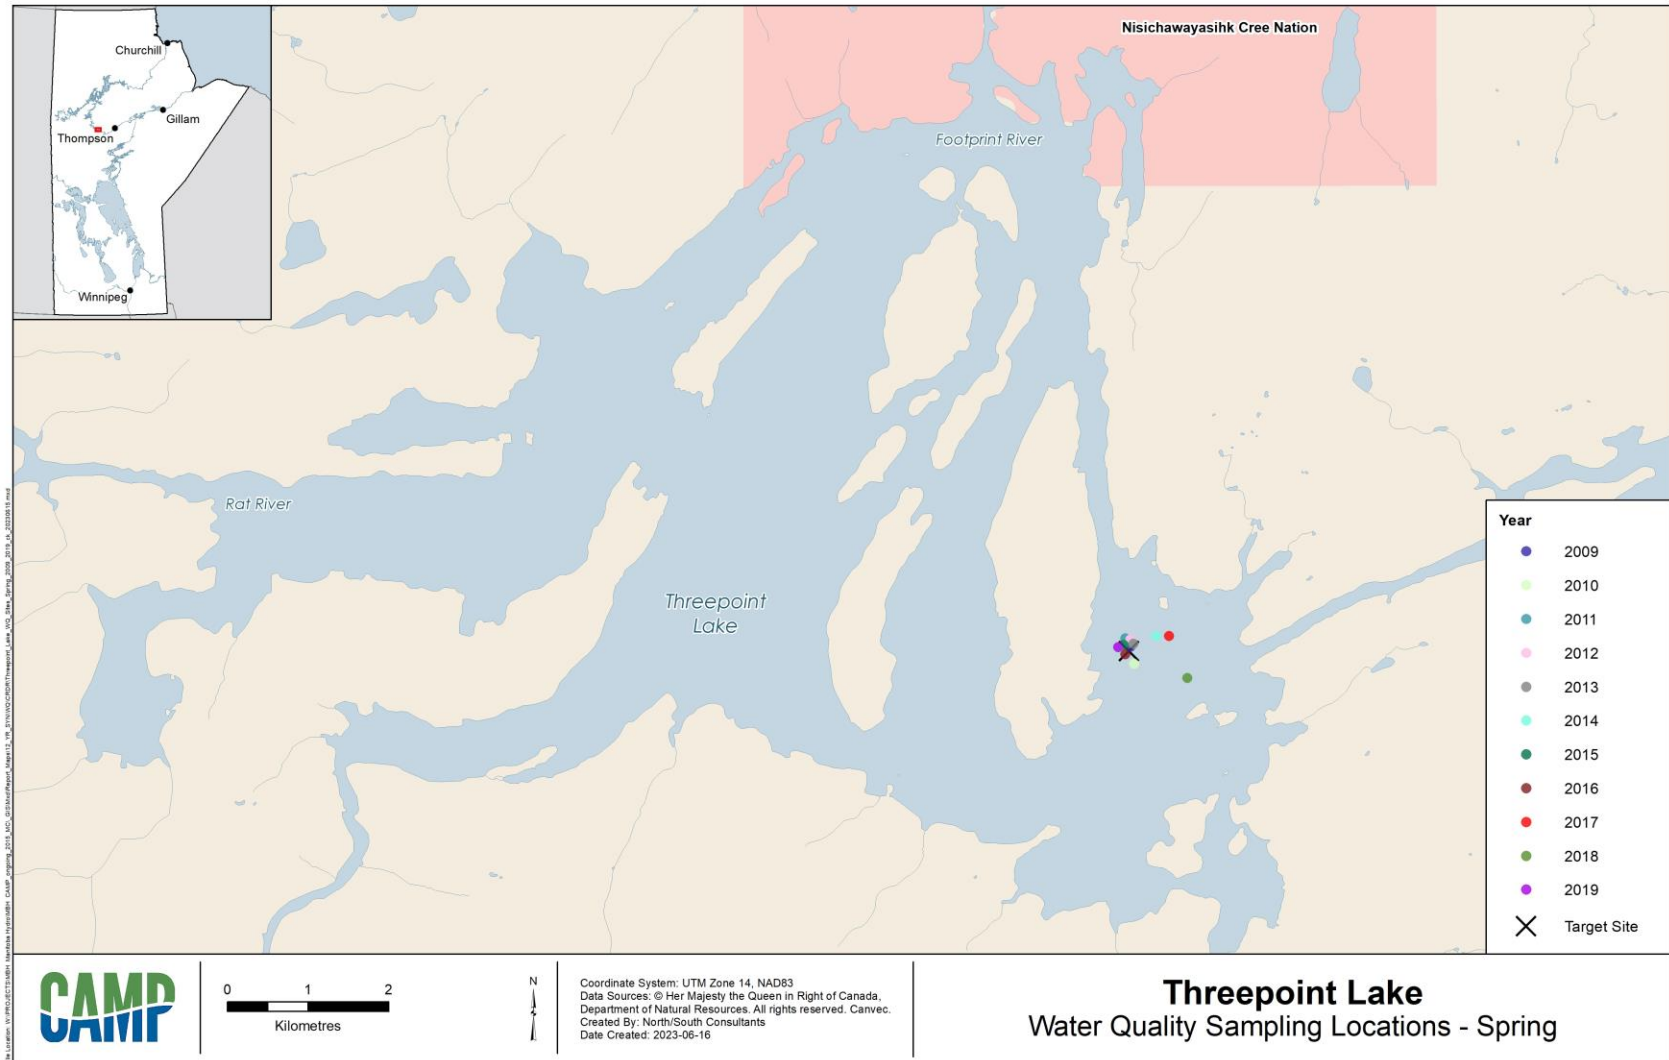 Churchill
Gillam
Thompson
Winnipeg
Nisichawayasihk Cree Nation
Footprint River
Rat River
Threepoint
Lake
Year
2009
2010
2011
2012
2013
2014
2015
2016
2017
2018
2019
Target Site
CAMP
0 1 2
Kilometres
N
Coordinate System: UTM Zone 14, NAD83
Data Sources: © Her Majesty the Queen in Right of Canada,
Department of Natural Resources. All rights reserved. Canvec.
Created By: North/South Consultants
Date Created: 2023-06-16
Threepoint Lake
Water Quality Sampling Locations - Spring